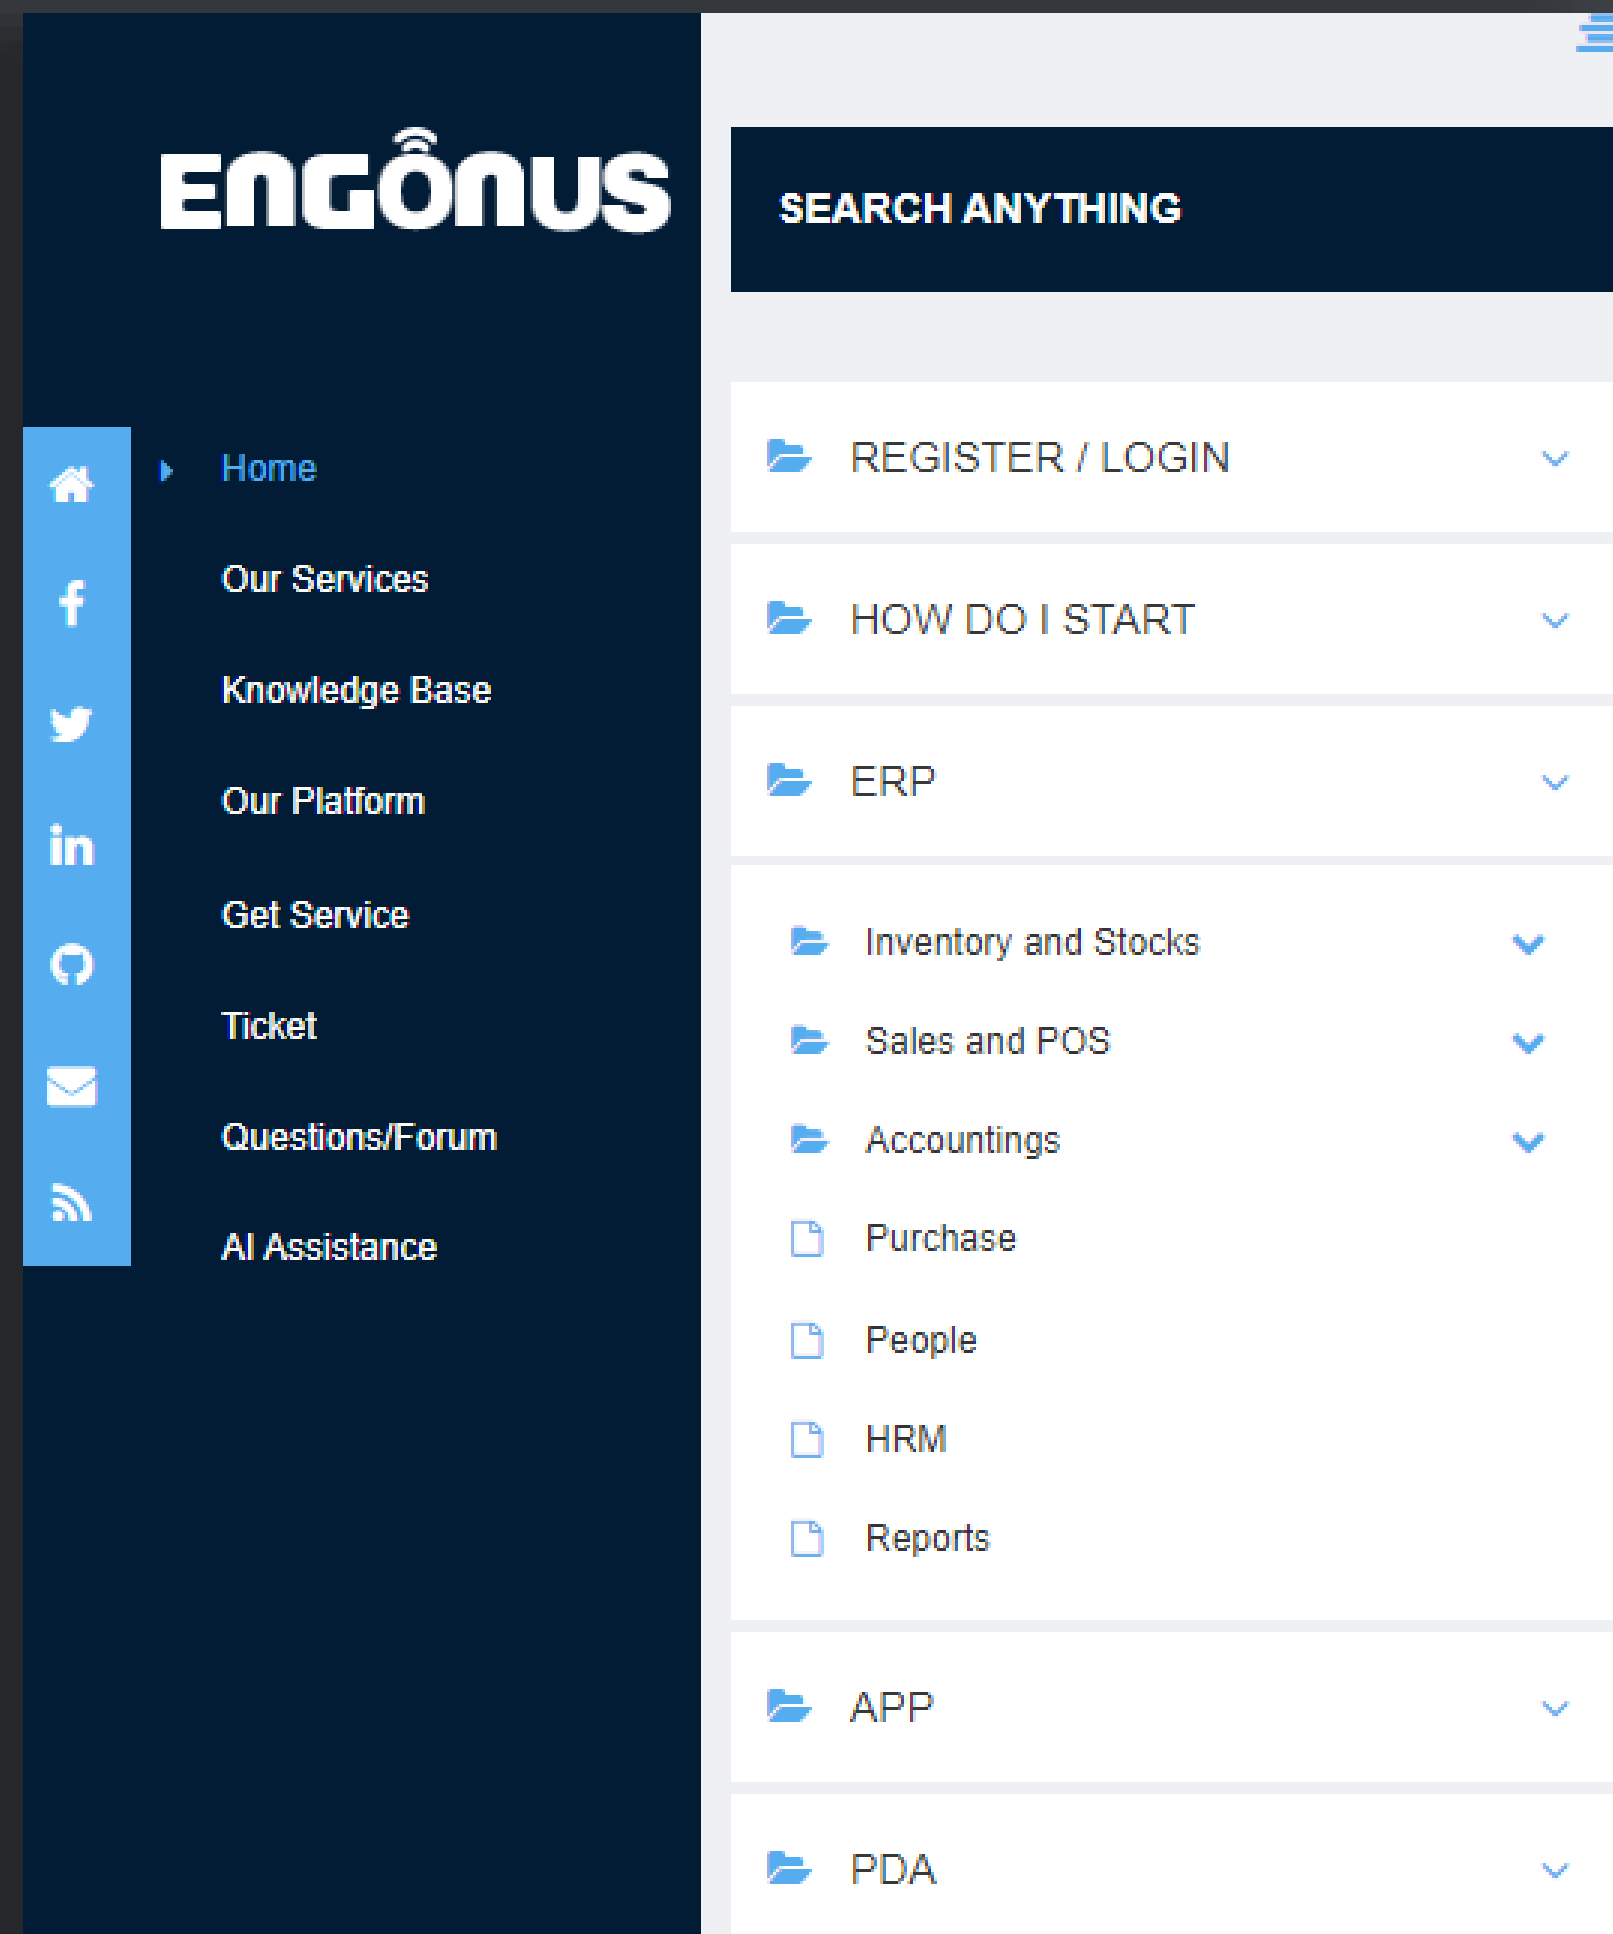 ENGÔNUS
Home
Our Services
Knowledge Base
Our Platform
Get Service
Ticket
Questions/Forum
AI Assistance
SEARCH ANYTHING
REGISTER / LOGIN
HOW DO I START
ERP
Inventory and Stocks
Sales and POS
Accountings
Purchase
People
HRM
Reports
APP
PDA